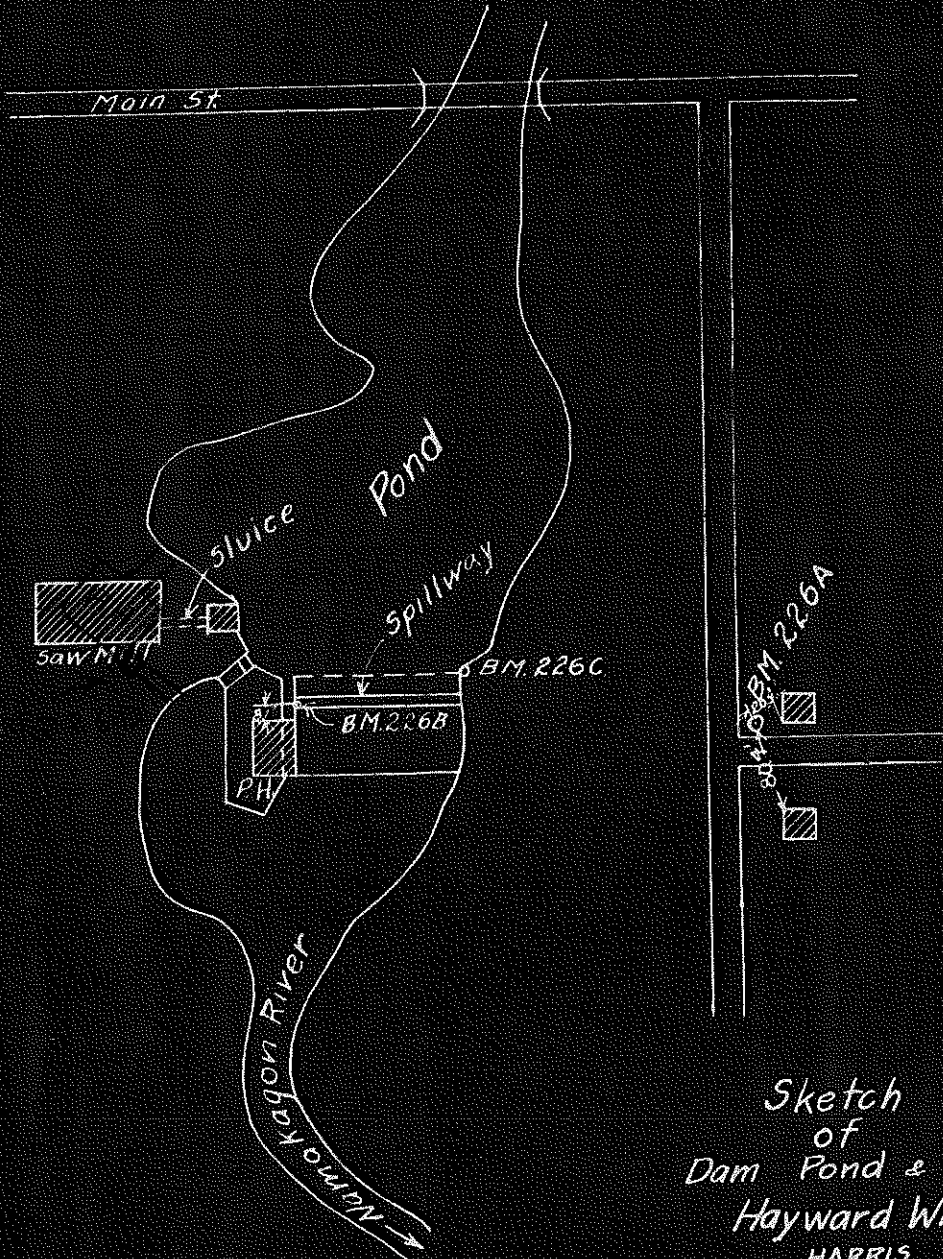 Main St.
Pond
Sluice
Spillway
Saw Mill
BM. 226C
BM. 226B
P.H.
BM. 226A
Namakagon River
Sketch
of
Dam Pond &
Hayward Wi
HARRIS